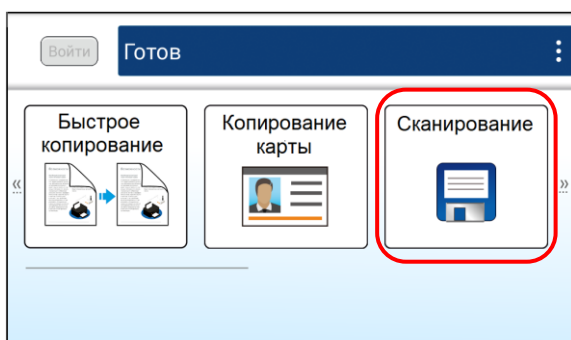 Войти
Готов
Быстрое
копирование
Копирование
карты
Сканирование
«
»